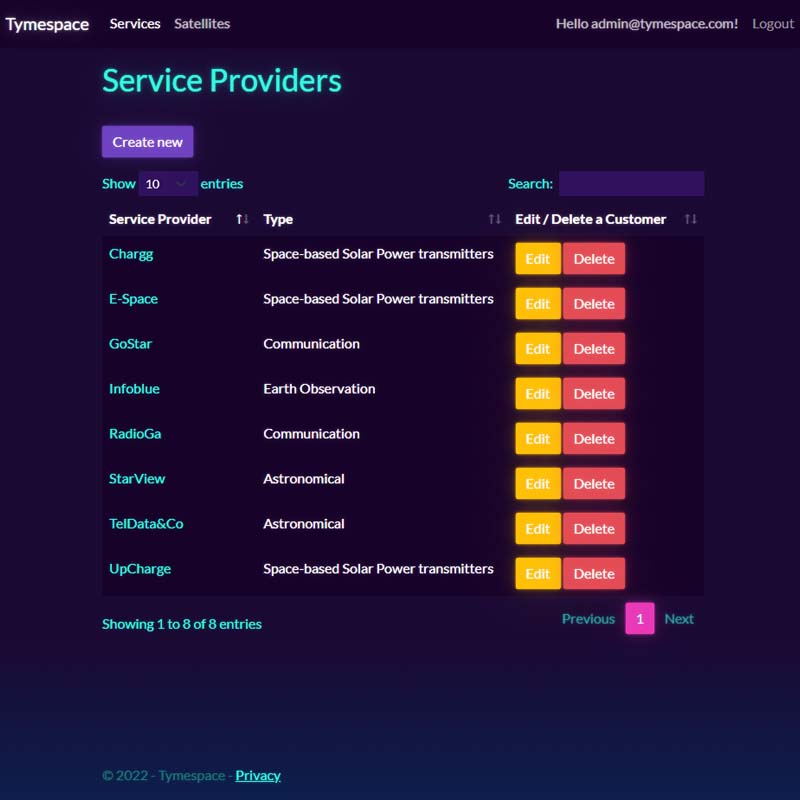 Tymespace Services Satellites Hello admin@tymespace.com! Logout
Service Providers
Create new
Show 10 entries Search:
Service Provider Type Edit / Delete a Customer
Chargg Space-based Solar Power transmitters Edit Delete
E-Space Space-based Solar Power transmitters Edit Delete
GoStar Communication Edit Delete
Infoblue Earth Observation Edit Delete
RadioGa Communication Edit Delete
StarView Astronomical Edit Delete
TelData&Co Astronomical Edit Delete
UpCharge Space-based Solar Power transmitters Edit Delete
Showing 1 to 8 of 8 entries Previous 1 Next
© 2022 - Tymespace - Privacy